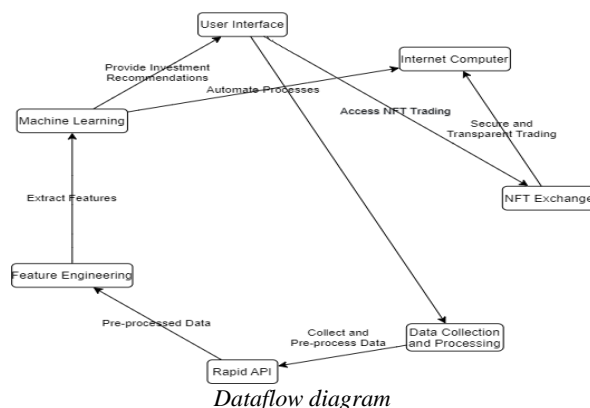 User Interface
Internet Computer
Provide Investment
Recommendations
Automate Processes
Machine Learning
Access NFT Trading
Secure and
Transparent Trading
NFT Exchange
Extract Features
Feature Engineering
Pre-processed Data
Collect and
Pre-process Data
Data Collection
and Processing
Rapid API
Dataflow diagram